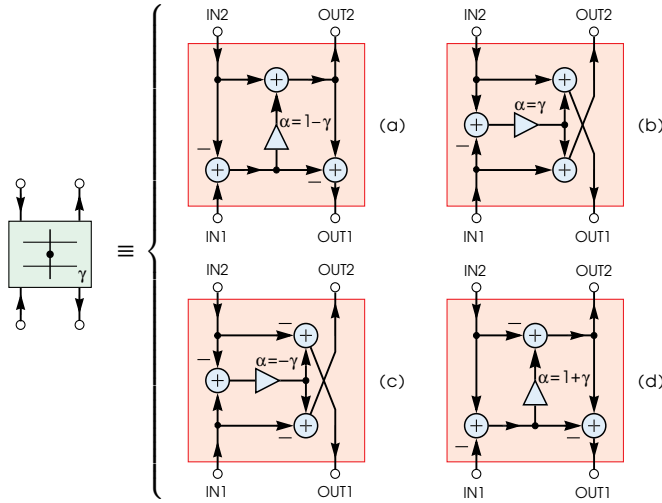 IN2 OUT2 IN2 OUT2
+ + 
α=1−γ (a) − α=γ (b)
− + − + + +
IN1 OUT1 IN1 OUT1
γ ≡
IN2 OUT2 IN2 OUT2
− + − +
− + α=−γ (c) α=1+γ (d)
− + − + − +
IN1 OUT1 IN1 OUT1